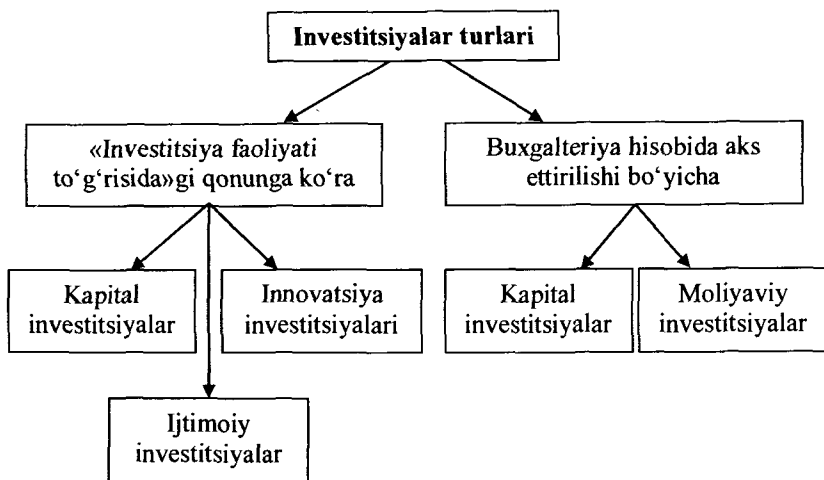 Investitsiyalar turlari
«Investitsiya faoliyati
to‘g‘risida»gi qonunga ko‘ra
Buxgalteriya hisobida aks
ettirilishi bo‘yicha
Kapital
investitsiyalar
Innovatsiya
investitsiyalari
Kapital
investitsiyalar
Moliyaviy
investitsiyalar
Ijtimoiy
investitsiyalar